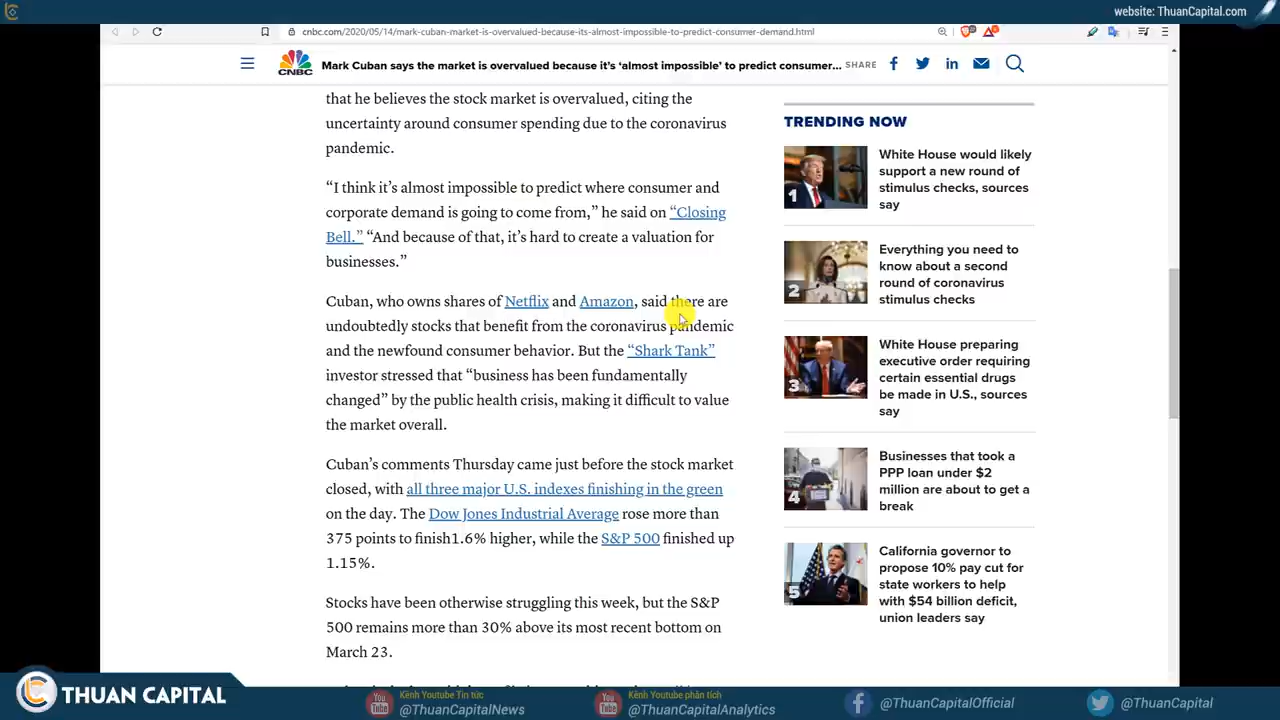 website: ThuanCapital.com
cnbc.com/2020/05/14/mark-cuban-market-is-overvalued-because-its-almost-impossible-to-predict-consumer-demand.html
CNBC
Mark Cuban says the market is overvalued because it’s ‘almost impossible’ to predict consumer...
SHARE
that he believes the stock market is overvalued, citing the
uncertainty around consumer spending due to the coronavirus
pandemic.
“I think it’s almost impossible to predict where consumer and
corporate demand is going to come from,” he said on “Closing
Bell.” “And because of that, it’s hard to create a valuation for
businesses.”
Cuban, who owns shares of Netflix and Amazon, said there are
undoubtedly stocks that benefit from the coronavirus pandemic
and the newfound consumer behavior. But the “Shark Tank”
investor stressed that “business has been fundamentally
changed” by the public health crisis, making it difficult to value
the market overall.
Cuban’s comments Thursday came just before the stock market
closed, with all three major U.S. indexes finishing in the green
on the day. The Dow Jones Industrial Average rose more than
375 points to finish1.6% higher, while the S&P 500 finished up
1.15%.
Stocks have been otherwise struggling this week, but the S&P
500 remains more than 30% above its most recent bottom on
March 23.
TRENDING NOW
1
White House would likely
support a new round of
stimulus checks, sources
say
2
Everything you need to
know about a second
round of coronavirus
stimulus checks
3
White House preparing
executive order requiring
certain essential drugs
be made in U.S., sources
say
4
Businesses that took a
PPP loan under $2
million are about to get a
break
5
California governor to
propose 10% pay cut for
state workers to help
with $54 billion deficit,
union leaders say
THUAN CAPITAL
You Tube
Kênh Youtube Tin tức
@ThuanCapitalNews
You Tube
Kênh Youtube phân tích
@ThuanCapitalAnalytics
@ThuanCapitalOfficial
@ThuanCapital